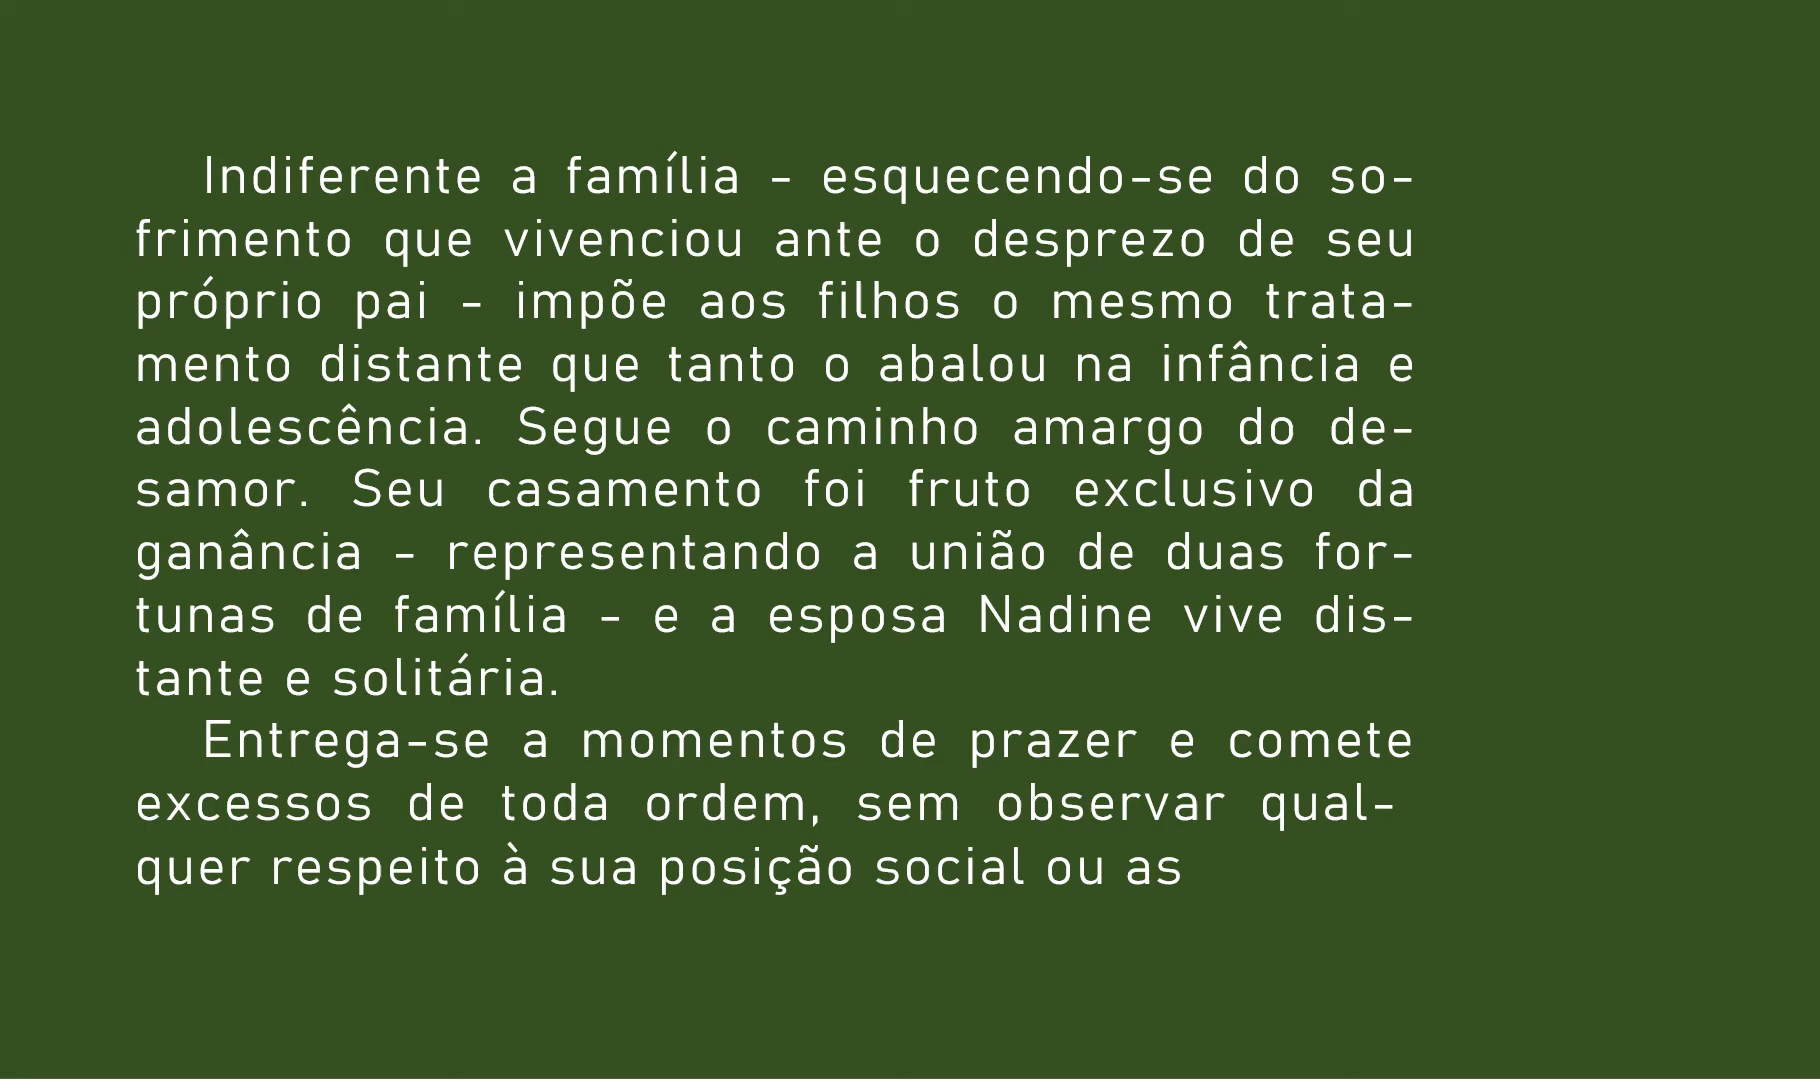 Indiferente a família - esquecendo-se do so-
frimento que vivenciou ante o desprezo de seu
próprio pai - impõe aos filhos o mesmo trata-
mento distante que tanto o abalou na infância e
adolescência. Segue o caminho amargo do de-
samor. Seu casamento foi fruto exclusivo da
ganância - representando a união de duas for-
tunas de família - e a esposa Nadine vive dis-
tante e solitária.
Entrega-se a momentos de prazer e comete
excessos de toda ordem, sem observar qual-
quer respeito à sua posição social ou as